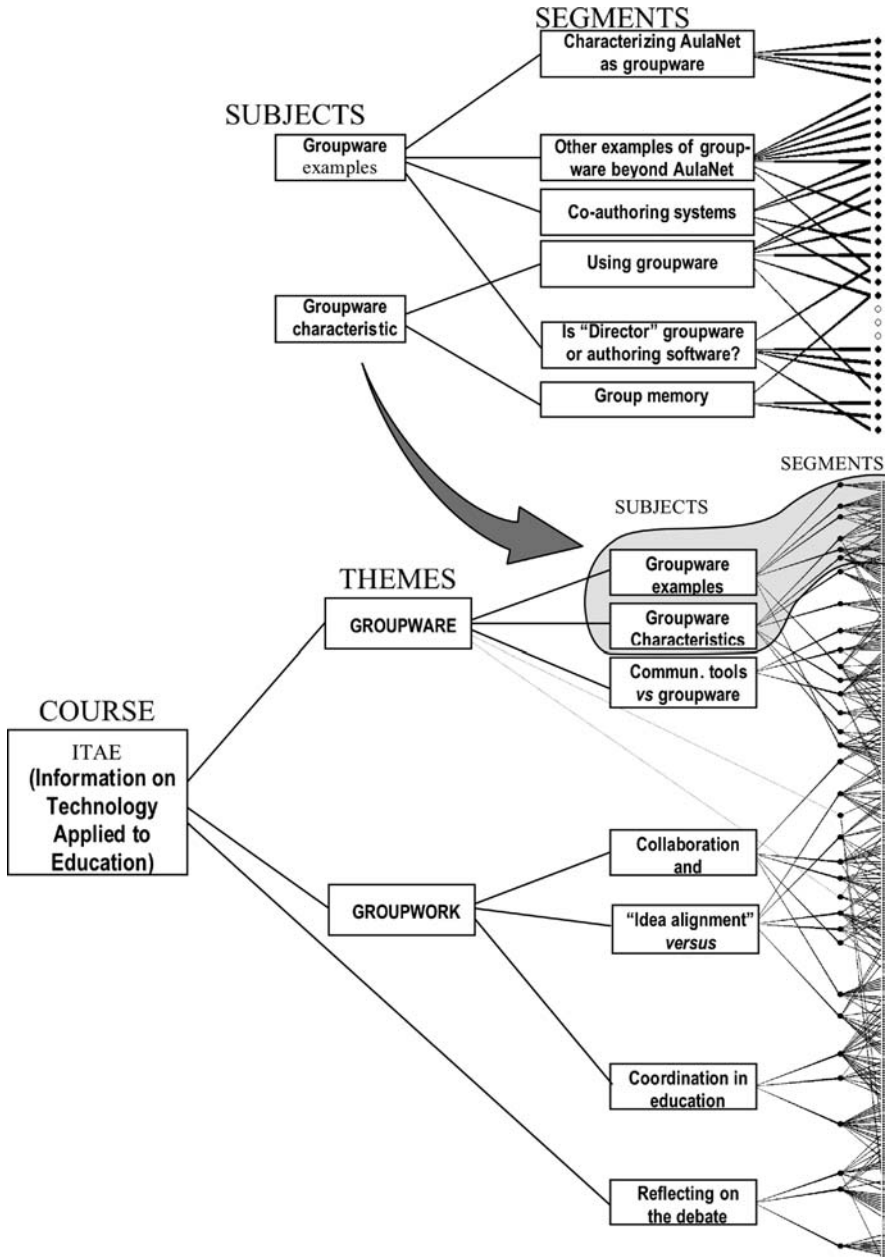 SEGMENTS
Characterizing AulaNet
as groupware
SUBJECTS
Groupware
examples
Other examples of group-
ware beyond AulaNet
Co-authoring systems
Using groupware
Groupware
characteristic
Is “Director” groupware
or authoring software?
Group memory
SEGMENTS
SUBJECTS
Groupware
examples
THEMES
GROUPWARE
Groupware
Characteristics
Commun. tools
vs groupware
COURSE
ITAE
(Information on
Technology
Applied to
Education)
Collaboration
and
GROUPWORK
“Idea alignment”
versus
Coordination in
education
Reflecting on
the debate